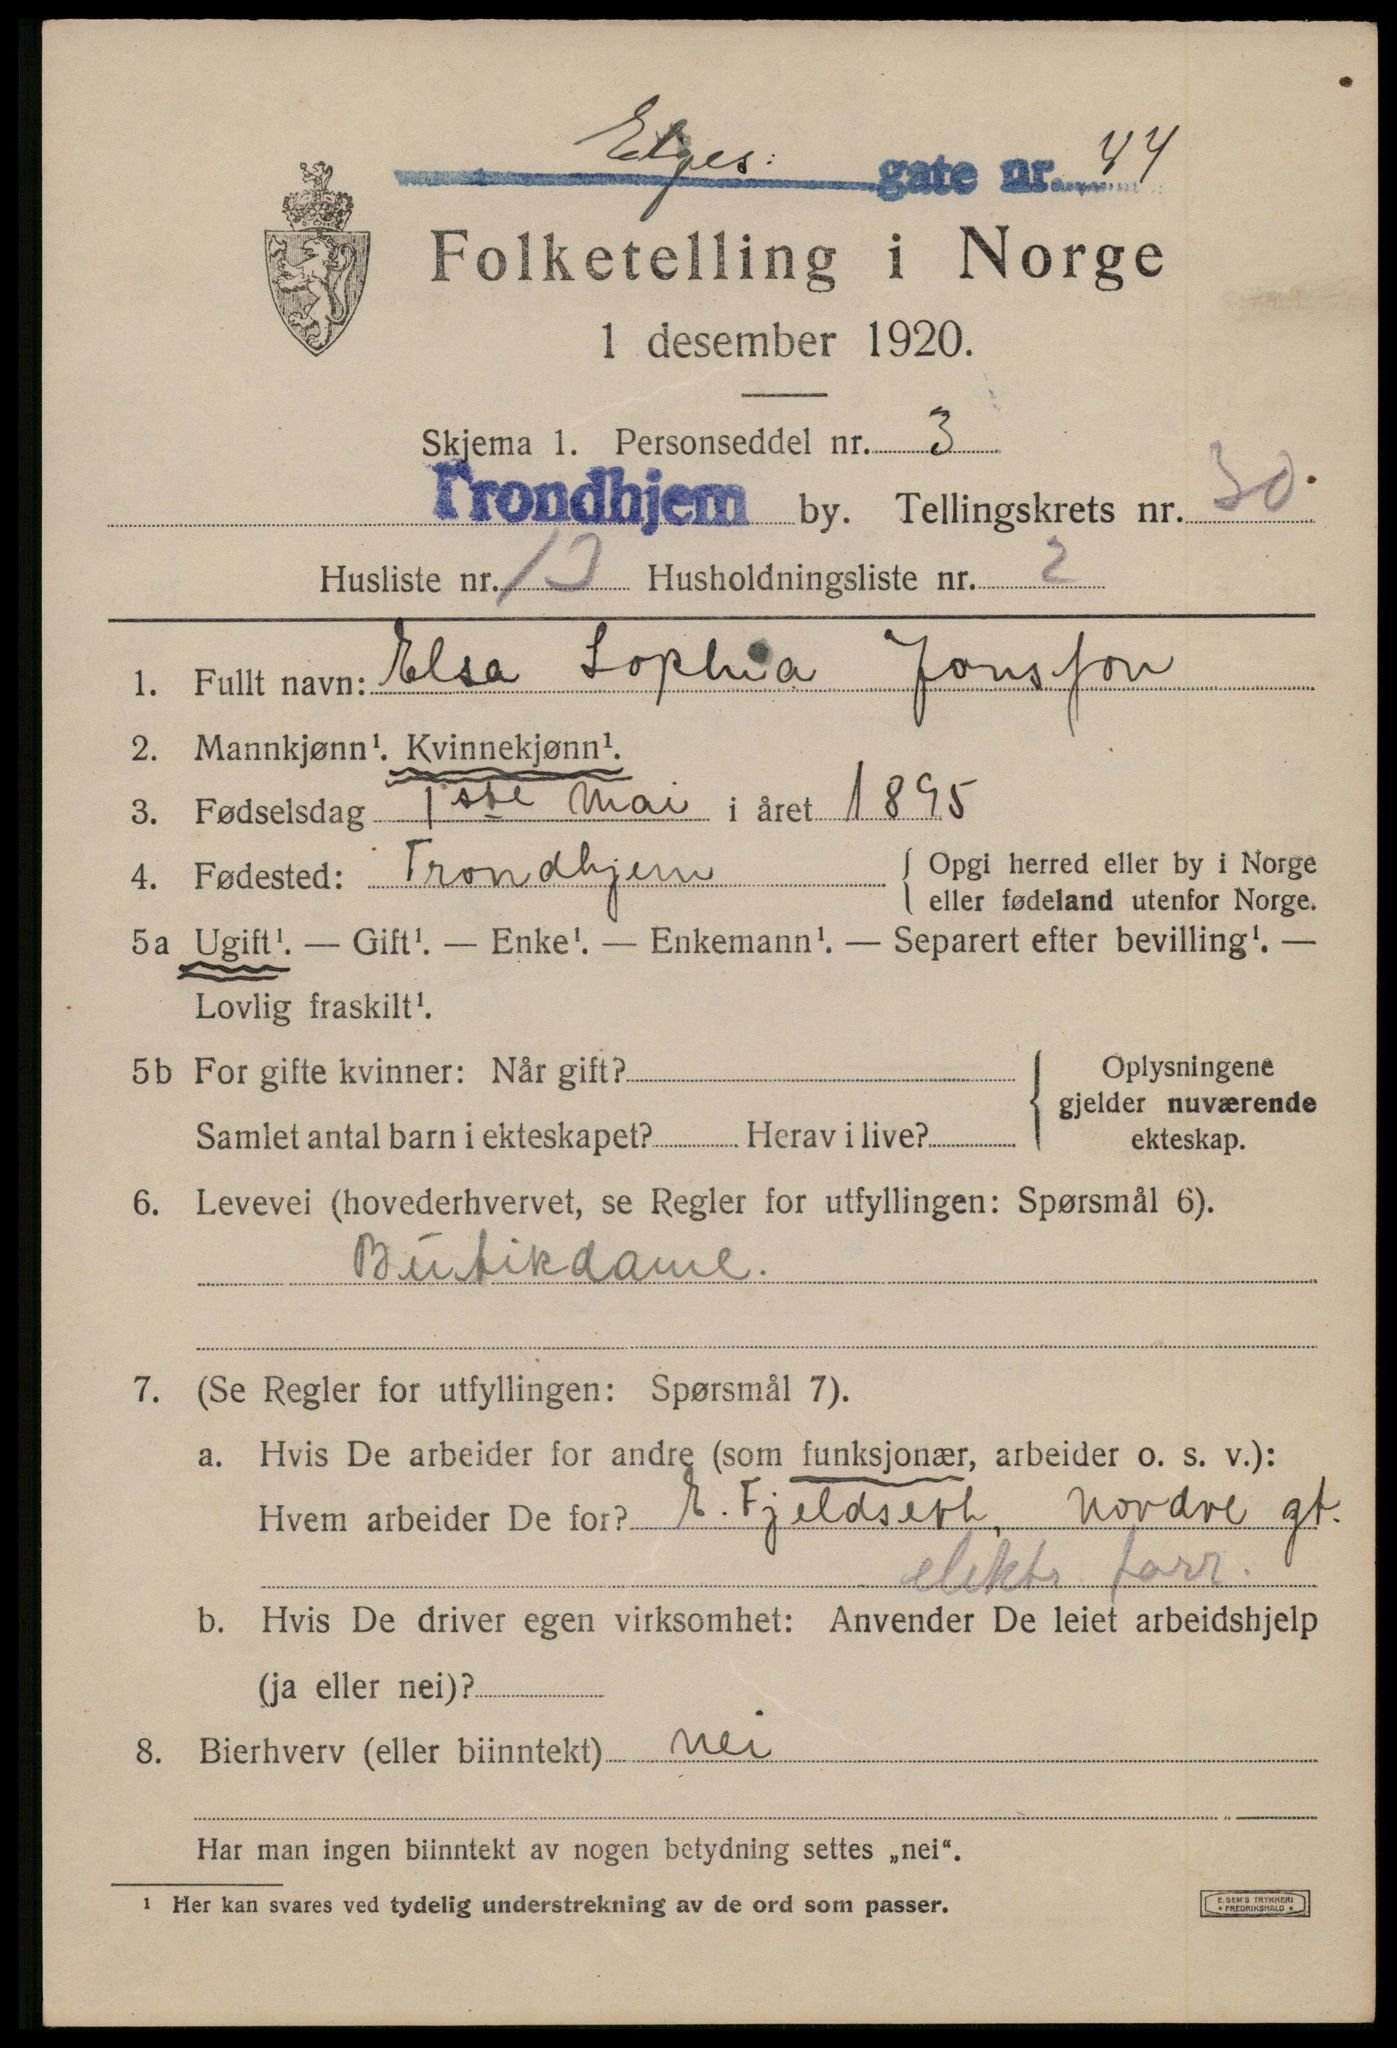 Elges: gate nr. 44
Folketelling i Norge
1 desember 1920.
Skjema 1. Personseddel nr. 3
Trondhjem by. Tellingskrets nr. 30
Husliste nr. 13 Husholdningsliste nr. 2
1. Fullt navn: Elsa Sophia Jonsson
2. Mannkjønn¹. Kvinnekjønn¹.
3. Fødselsdag 1ste Mai i året 1895
4. Fødested: Trondhjem { Opgi herred eller by i Norge
eller fødeland utenfor Norge.
5a Ugift¹. — Gift¹. — Enke¹. — Enkemann¹. — Separert efter bevilling¹. —
Lovlig fraskilt¹.
5b For gifte kvinner: Når gift?
Samlet antal barn i ekteskapet? Herav i live?
{ Oplysningene
gjelder nuværende
ekteskap.
6. Levevei (hovederhvervet, se Regler for utfyllingen: Spørsmål 6).
Butikdame.
7. (Se Regler for utfyllingen: Spørsmål 7).
a. Hvis De arbeider for andre (som funksjonær, arbeider o. s. v.):
Hvem arbeider De for? E. Fjeldseth, Nordre gt.
elektr forr.
b. Hvis De driver egen virksomhet: Anvender De leiet arbeidshjelp
(ja eller nei)?
8. Bierhverv (eller biinntekt) nei
Har man ingen biinntekt av nogen betydning settes „nei“.
¹ Her kan svares ved tydelig understrekning av de ord som passer.
E. SEM'S TRYKKERI
* FREDRIKSHALD *